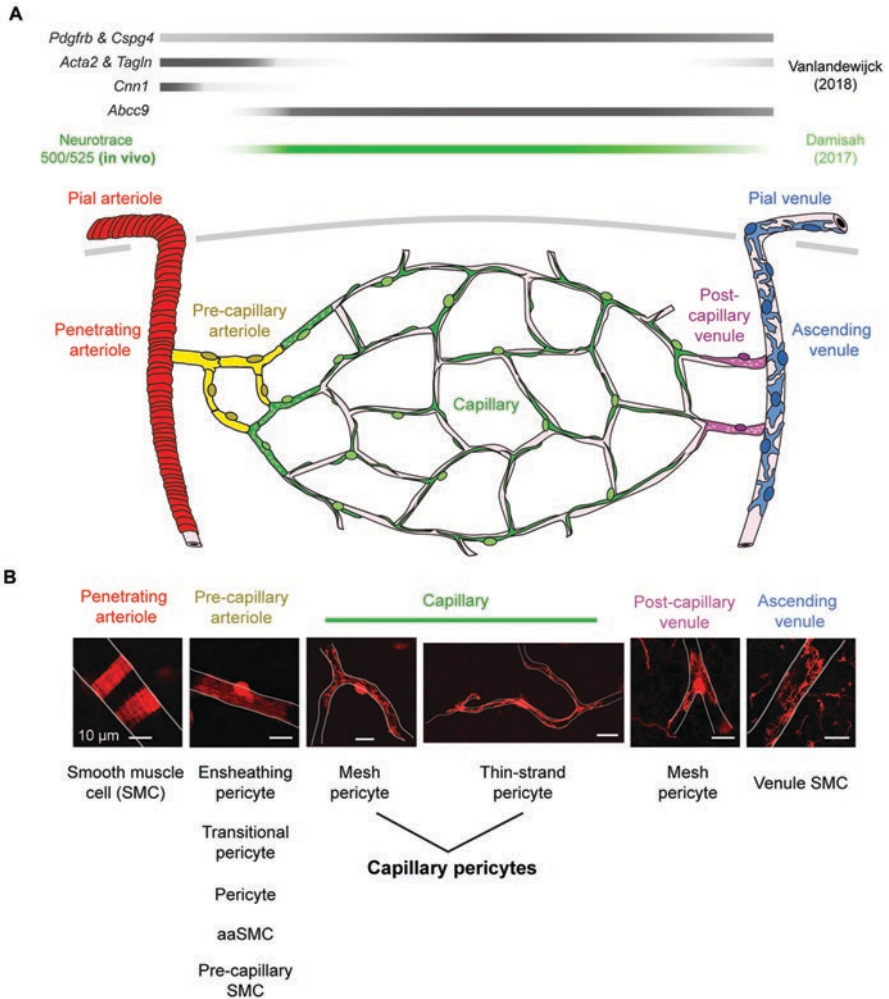 A
Pdgfrb & Cspg4
Acta2 & Tagln
Cnn1
Abcc9
Vanlandewijck
(2018)
Neurotrace
500/525 (in vivo)
Damisah
(2017)
Pial arteriole
Pial venule
Penetrating
arteriole
Pre-capillary
arteriole
Capillary
Post-
capillary
venule
Ascending
venule
B
Penetrating
arteriole
Pre-capillary
arteriole
Capillary
Post-capillary
venule
Ascending
venule
10 µm
Smooth muscle
cell (SMC)
Ensheathing
pericyte
Mesh
pericyte
Thin-strand
pericyte
Mesh
pericyte
Venule SMC
Transitional
pericyte
Capillary pericytes
Pericyte
aaSMC
Pre-capillary
SMC